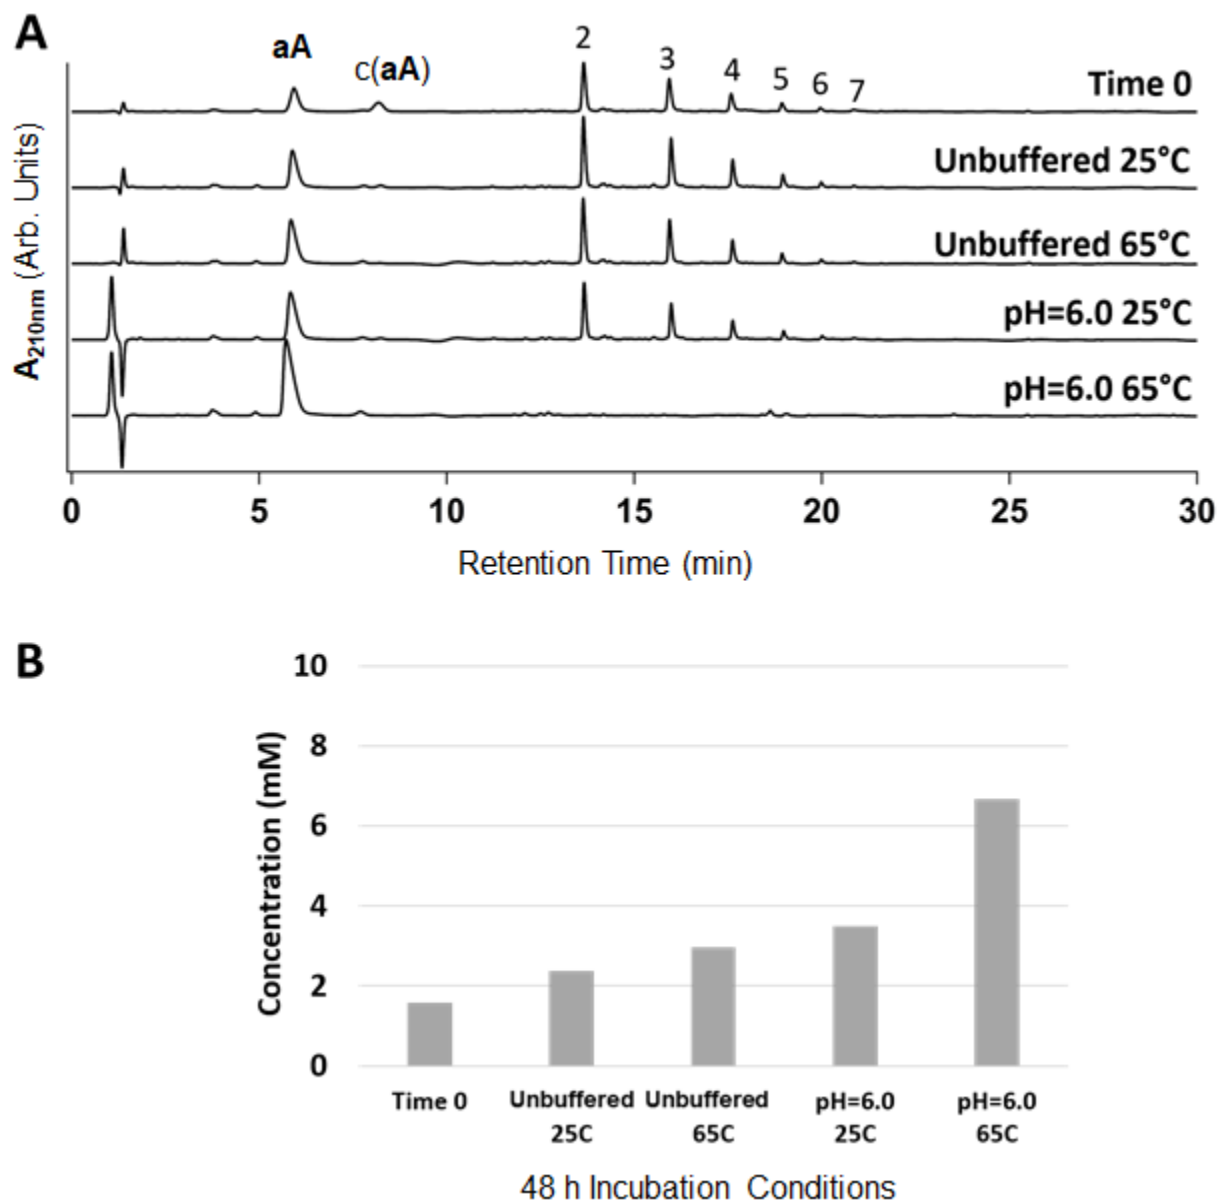 A
aA
c(aA)
2
3
4
5
6
7
Time 0
Unbuffered 25°C
Unbuffered 65°C
pH=6.0 25°C
pH=6.0 65°C
A210nm (Arb. Units)
0 5 10 15 20 25 30
Retention Time (min)
B
Concentration (mM)
10
8
6
4
2
0
Time 0 Unbuffered Unbuffered pH=6.0 pH=6.0
25C 65C 25C 65C
48 h Incubation Conditions